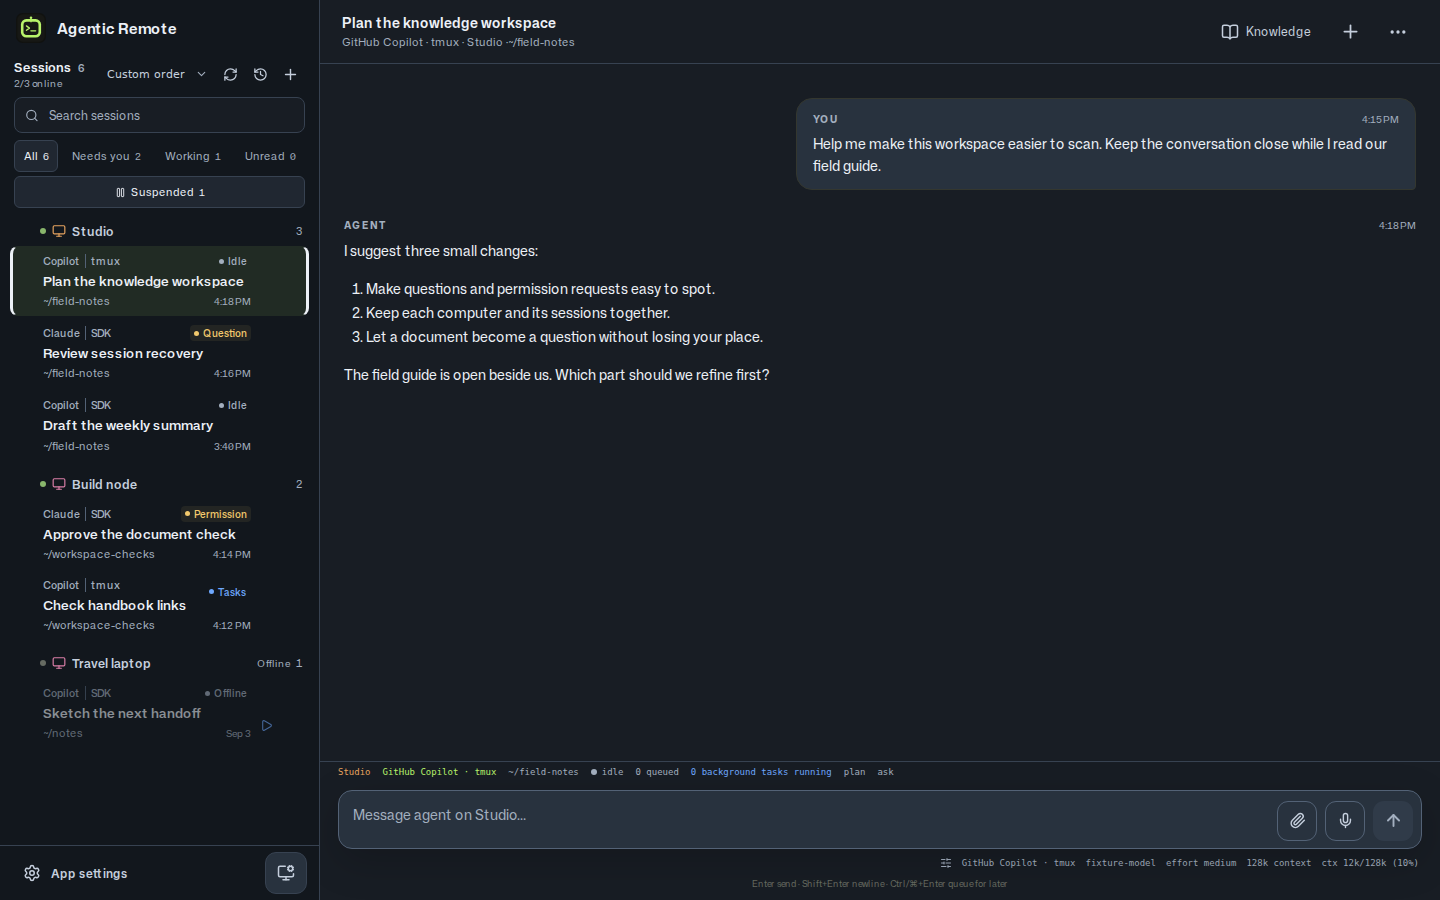 Agentic Remote
Sessions 6
2/3 online
Custom order
Search sessions
All 6
Needs you 2
Working 1
Unread 0
Suspended 1
Studio 3
Copilot | tmux
Idle
Plan the knowledge workspace
~/field-notes
4:18 PM
Claude | SDK
Question
Review session recovery
~/field-notes
4:16 PM
Copilot | SDK
Idle
Draft the weekly summary
~/field-notes
3:40 PM
Build node 2
Claude | SDK
Permission
Approve the document check
~/workspace-checks
4:14 PM
Copilot | tmux
Tasks
Check handbook links
~/workspace-checks
4:12 PM
Travel laptop
Offline 1
Copilot | SDK
Offline
Sketch the next handoff
~/notes
Sep 3
App settings
Plan the knowledge workspace
GitHub Copilot · tmux · Studio · ~/field-notes
Knowledge
YOU
4:15 PM
Help me make this workspace easier to scan. Keep the conversation close while I read our
field guide.
AGENT
4:18 PM
I suggest three small changes:
1. Make questions and permission requests easy to spot.
2. Keep each computer and its sessions together.
3. Let a document become a question without losing your place.
The field guide is open beside us. Which part should we refine first?
Studio GitHub Copilot · tmux ~/field-notes idle 0 queued 0 background tasks running plan ask
Message agent on Studio...
GitHub Copilot · tmux fixture-model effort medium 128k context ctx 12k/128k (10%)
Enter send · Shift+Enter newline · Ctrl/⌘+Enter queue for later